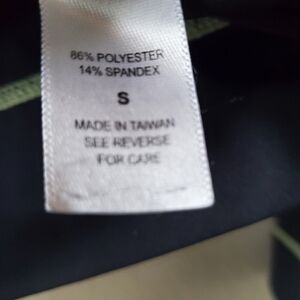 86% POLYESTER
14% SPANDEX
S
MADE IN TAIWAN
SEE REVERSE
FOR CARE